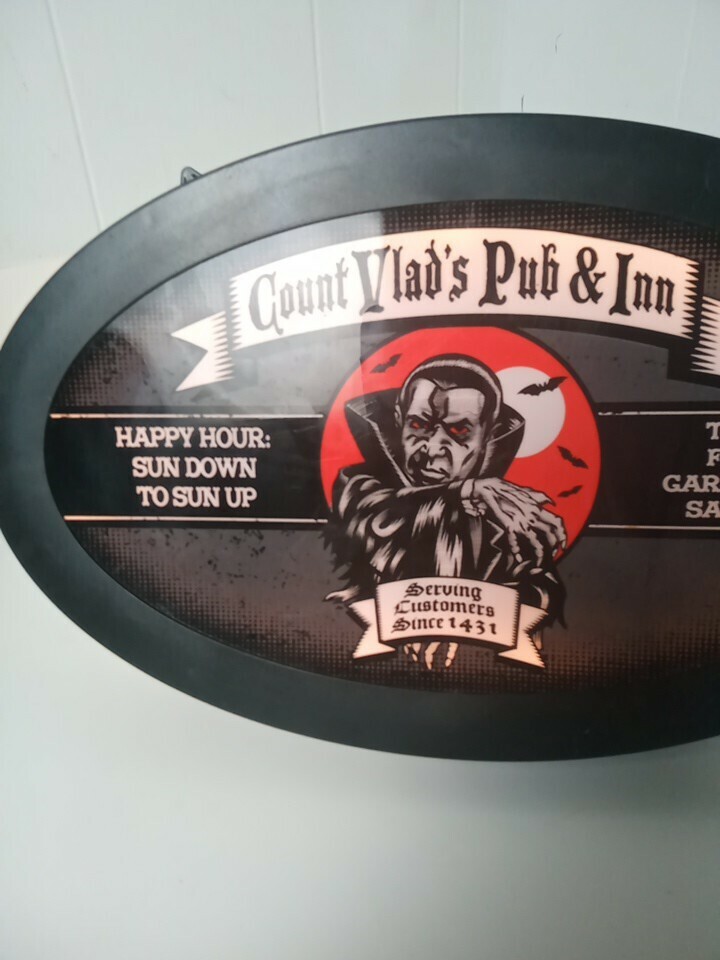 Count Vlad's Pub & Inn
HAPPY HOUR:
SUN DOWN
TO SUN UP
Serving
Customers
Since 1431